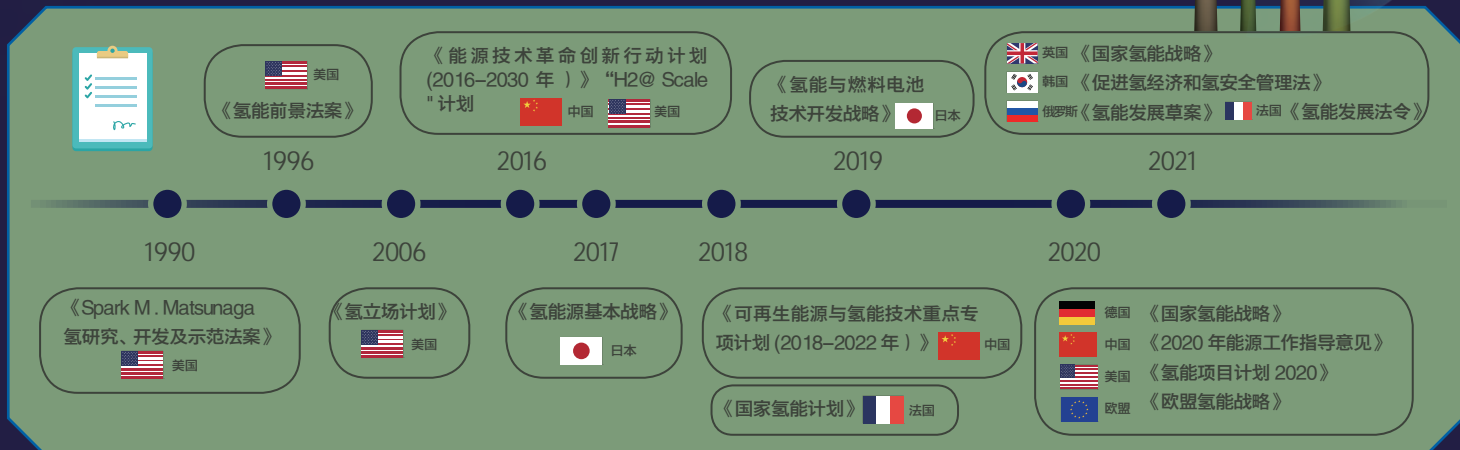 美国
《氢能前景法案》
1996
《能源技术革命创新行动计划
(2016–2030 年 ）》 “H2@ Scale
"计划
中国
美国
2016
《氢能与燃料电池
技术开发战略》
日本
2019
英国 《国家氢能战略》
韩国 《促进氢经济和氢安全管理法》
俄罗斯《氢能发展草案》 法国 《氢能发展法令》
2021
1990
《Spark M . Matsunaga
氢研究、开发及示范法案》
美国
2006
《氢立场计划》
美国
2017
《氢能源基本战略》
日本
2018
《可再生能源与氢能技术重点专
项计划 (2018–2022 年 ）》 中国
《国家氢能计划》 法国
2020
德国 《国家氢能战略》
中国 《2020 年能源工作指导意见》
美国 《氢能项目计划 2020》
欧盟 《欧盟氢能战略》